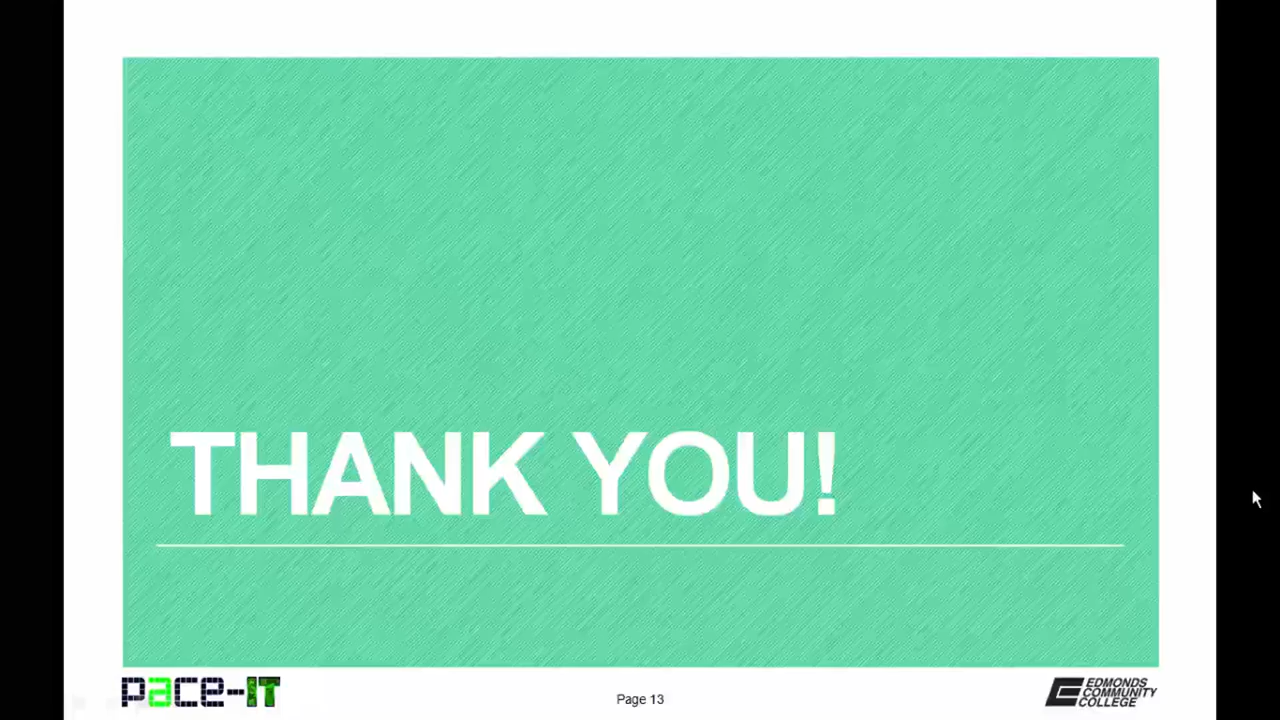 THANK YOU!
pace-IT
Page 13
EDMONDS
COMMUNITY
COLLEGE